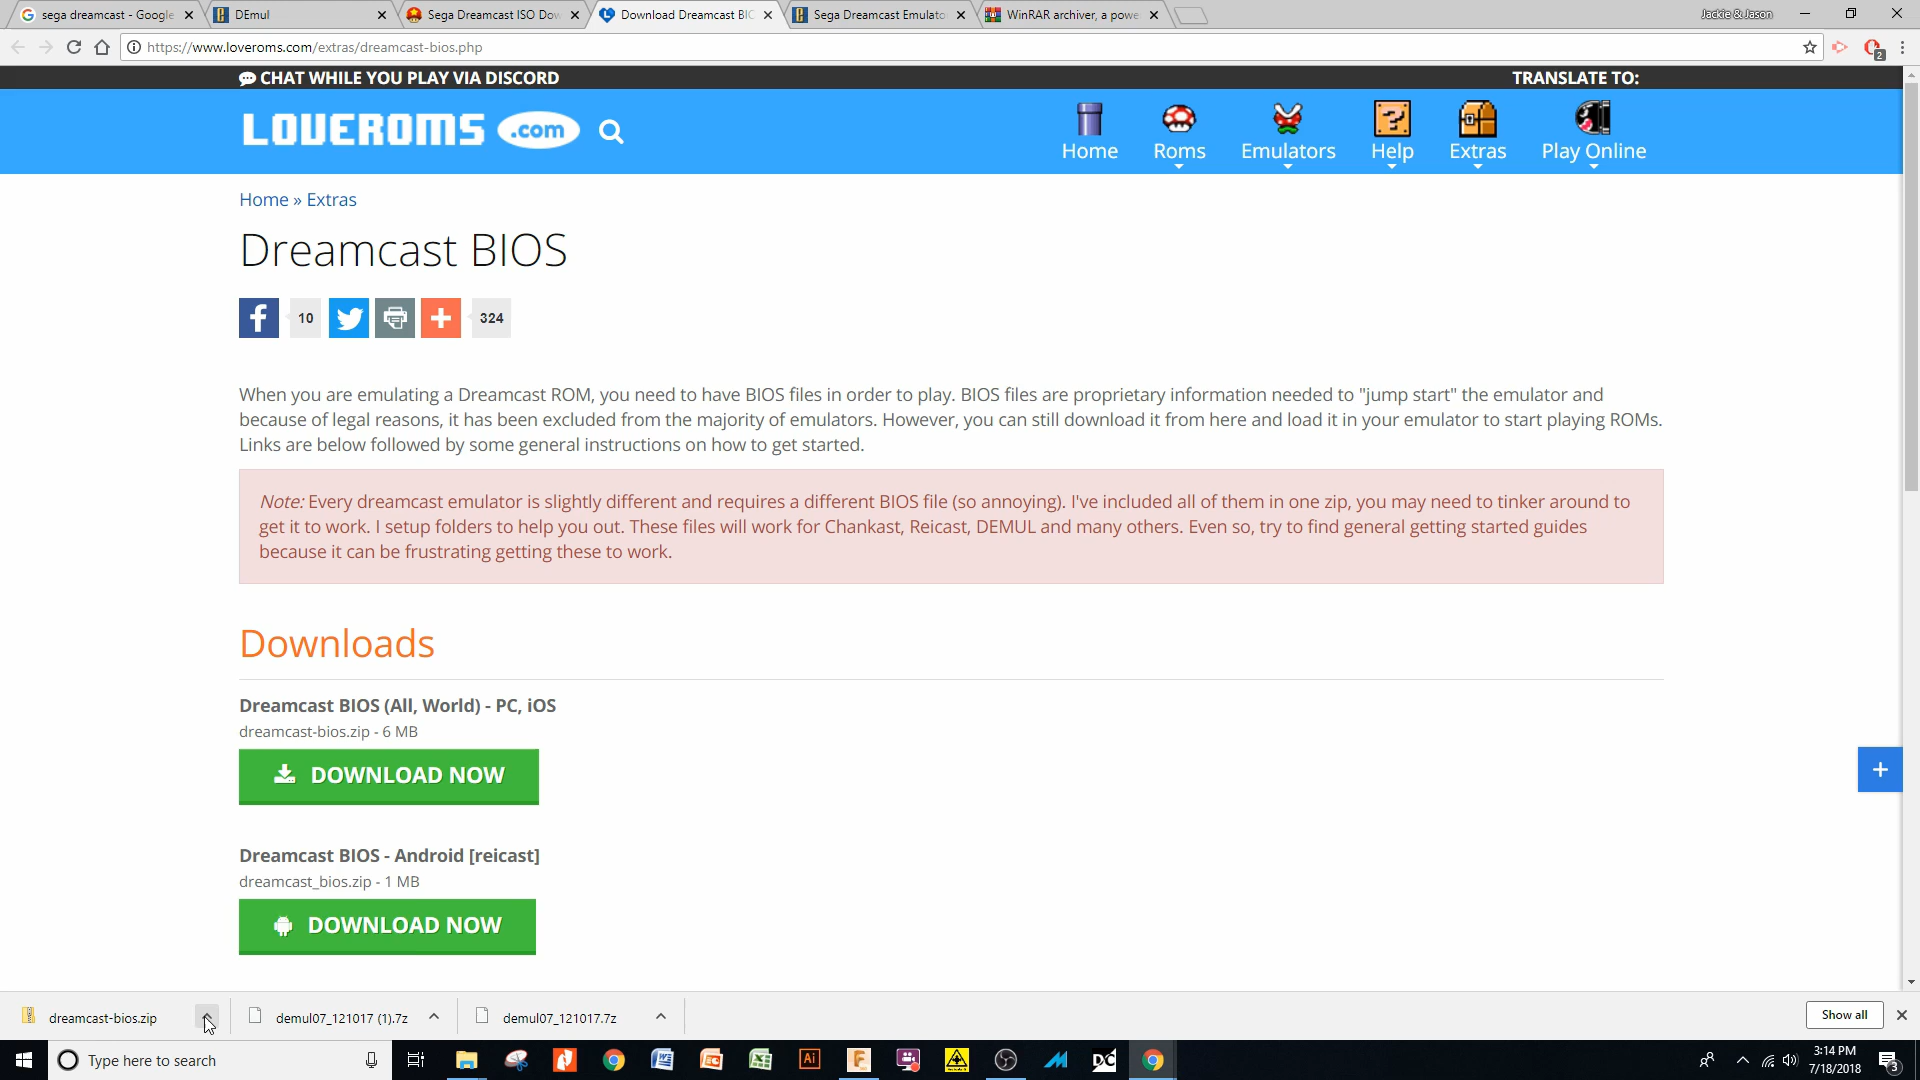 sega dreamcast - Google
DEmul
Sega Dreamcast ISO Dow
Download Dreamcast BIO
Sega Dreamcast Emulato
WinRAR archiver, a powe
Jackie & Jason
https://www.loveroms.com/extras/dreamcast-bios.php
2
CHAT WHILE YOU PLAY VIA DISCORD
TRANSLATE TO:
LOVEROMS .com
Home
Roms
Emulators
Help
Extras
Play Online
Home » Extras
Dreamcast BIOS
10
324
When you are emulating a Dreamcast ROM, you need to have BIOS files in order to play. BIOS files are proprietary information needed to "jump start" the emulator and
because of legal reasons, it has been excluded from the majority of emulators. However, you can still download it from here and load it in your emulator to start playing ROMs.
Links are below followed by some general instructions on how to get started.
Note: Every dreamcast emulator is slightly different and requires a different BIOS file (so annoying). I've included all of them in one zip, you may need to tinker around to
get it to work. I setup folders to help you out. These files will work for Chankast, Reicast, DEMUL and many others. Even so, try to find general getting started guides
because it can be frustrating getting these to work.
Downloads
Dreamcast BIOS (All, World) - PC, iOS
dreamcast-bios.zip - 6 MB
DOWNLOAD NOW
Dreamcast BIOS - Android [reicast]
dreamcast_bios.zip - 1 MB
DOWNLOAD NOW
dreamcast-bios.zip
demul07_121017 (1).7z
demul07_121017.7z
Show all
Type here to search
Ai
DC
3:14 PM
7/18/2018
3